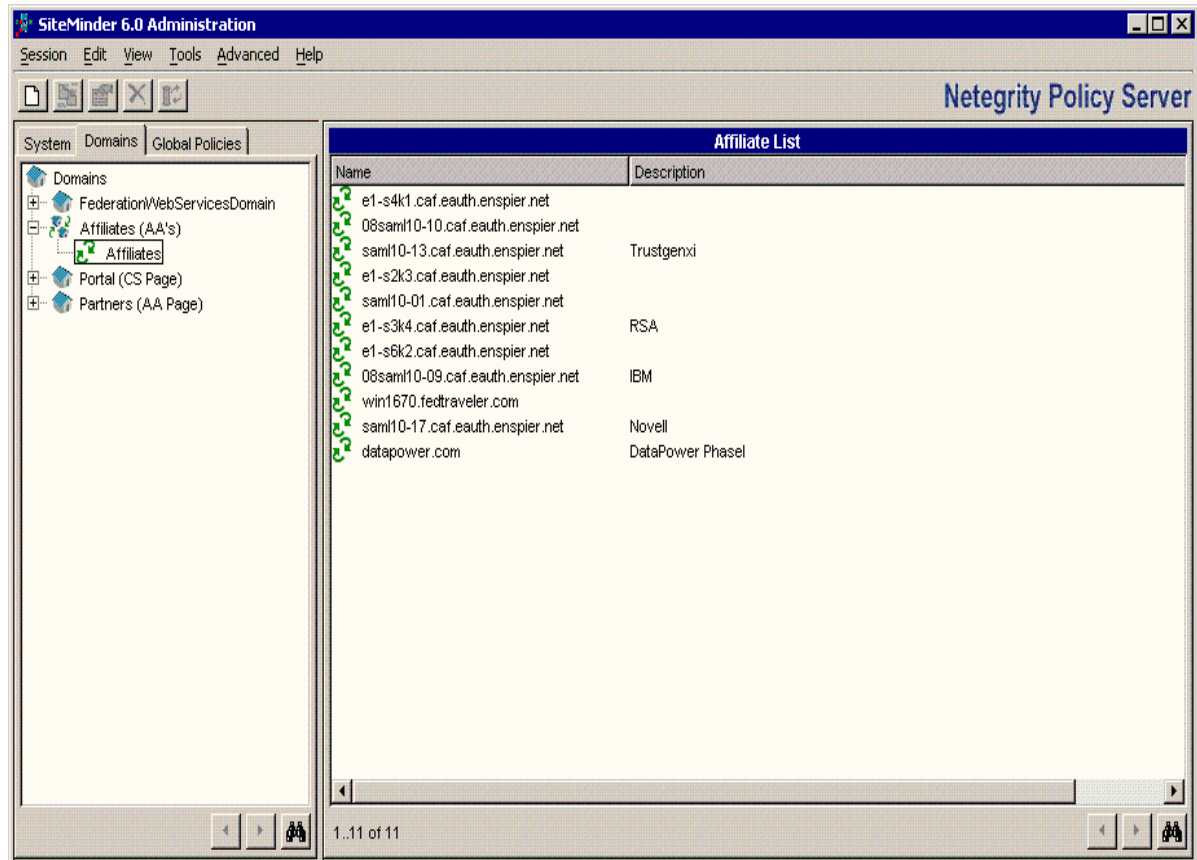 SiteMinder 6.0 Administration
Session Edit View Tools Advanced Help
Netegrity Policy Server
System Domains Global Policies
Domains
FederationWebServicesDomain
Affiliates (AA's)
Affiliates
Portal (CS Page)
Partners (AA Page)
Affiliate List
Name Description
e1-s4k1.caf.eauth.enspier.net
08saml10-10.caf.eauth.enspier.net
saml10-13.caf.eauth.enspier.net Trustgenxi
e1-s2k3.caf.eauth.enspier.net
saml10-01.caf.eauth.enspier.net
e1-s3k4.caf.eauth.enspier.net RSA
e1-s6k2.caf.eauth.enspier.net
08saml10-09.caf.eauth.enspier.net IBM
win1670.fedtraveler.com
saml10-17.caf.eauth.enspier.net Novell
datapower.com DataPower PhaseI
1..11 of 11